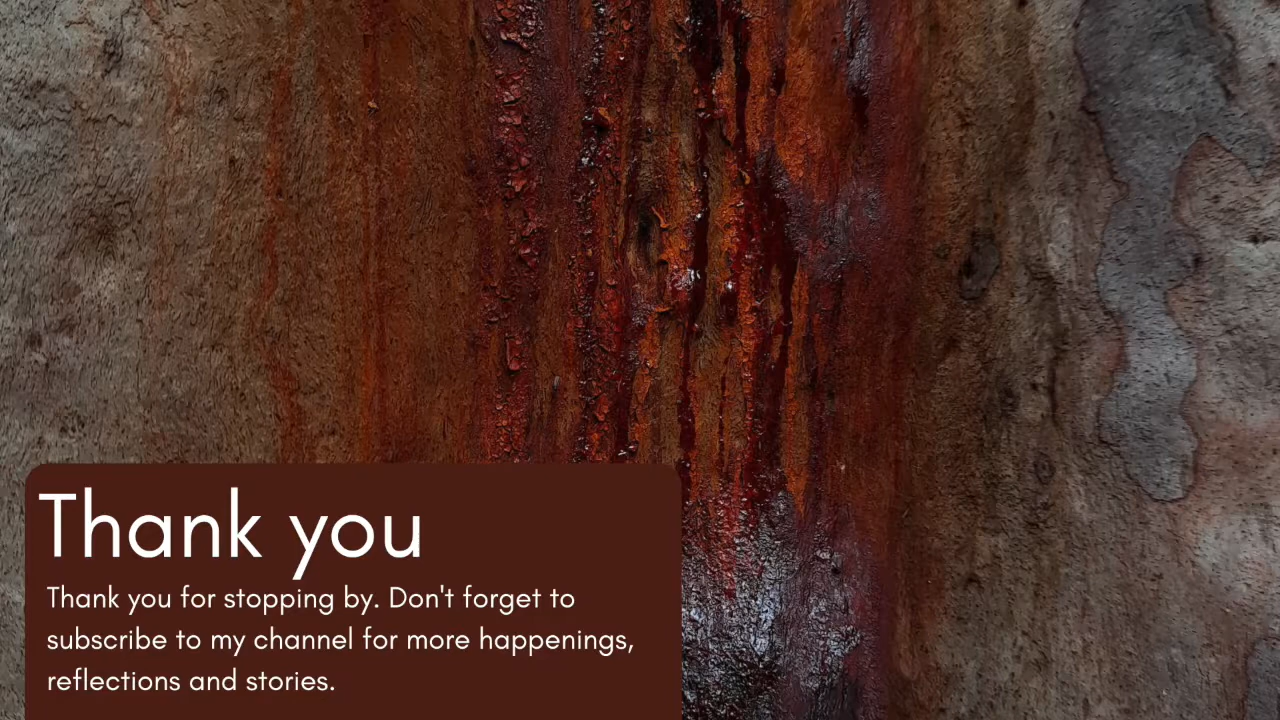 Thank you
Thank you for stopping by. Don't forget to
subscribe to my channel for more happenings,
reflections and stories.